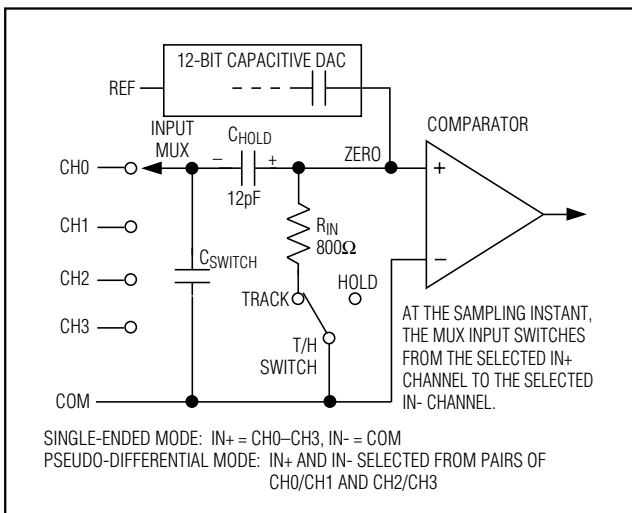 12-BIT CAPACITIVE DAC
REF
INPUT
MUX
CHOLD
COMPARATOR
– +
ZERO
+
CH0
12pF
RIN
800Ω
CH1
CSWITCH
–
HOLD
CH2
TRACK
CH3
T/H
SWITCH
AT THE SAMPLING INSTANT,
THE MUX INPUT SWITCHES
FROM THE SELECTED IN+
CHANNEL TO THE SELECTED
IN- CHANNEL.
COM
SINGLE-ENDED MODE: IN+ = CH0–CH3, IN- = COM
PSEUDO-DIFFERENTIAL MODE: IN+ AND IN- SELECTED FROM PAIRS OF
CH0/CH1 AND CH2/CH3